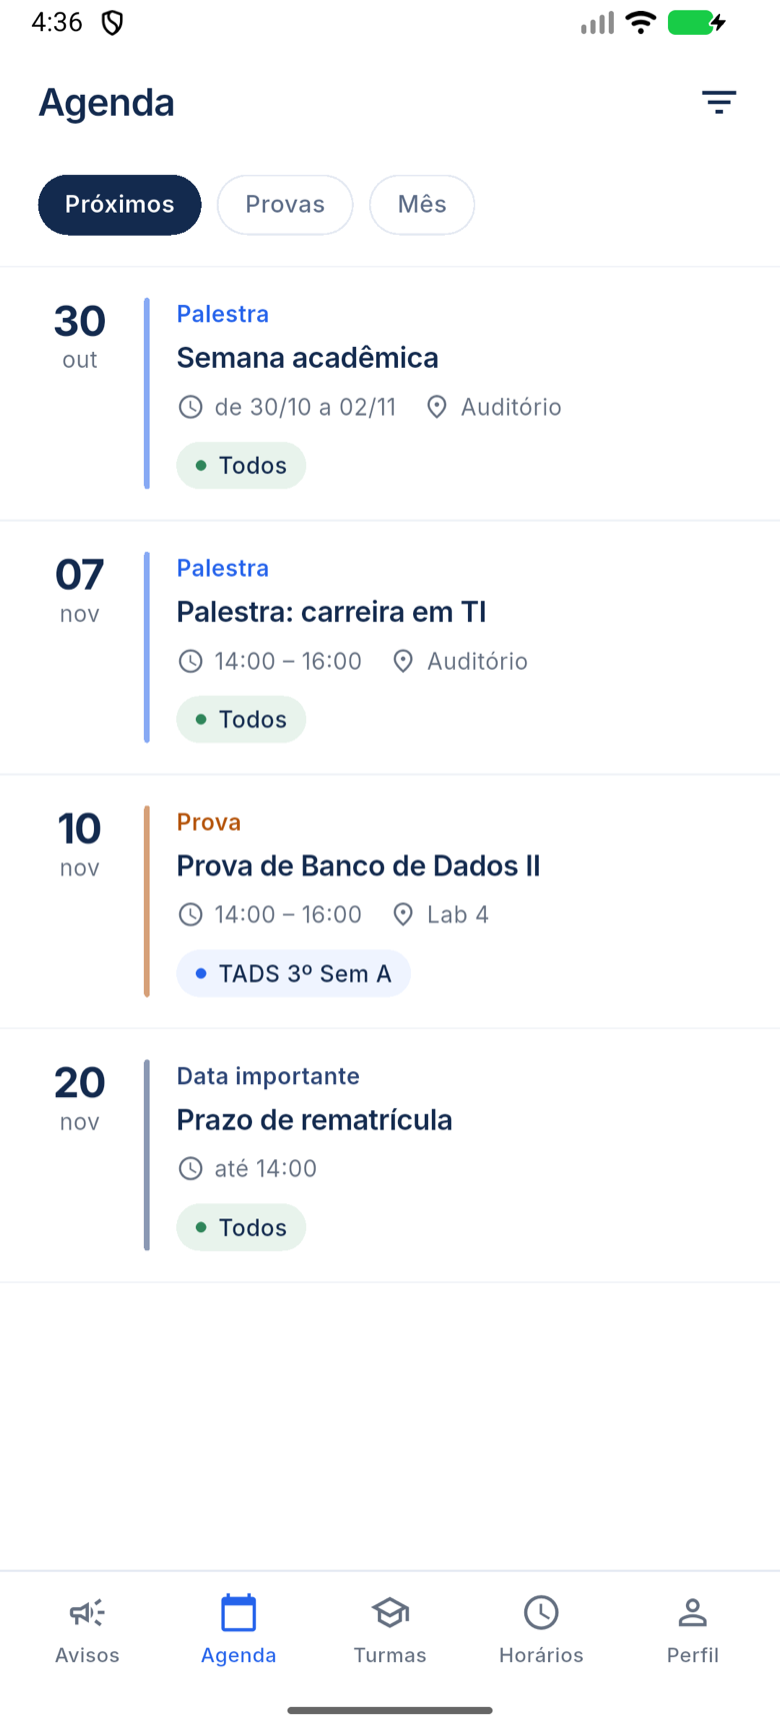 4:36
Agenda
Próximos Provas Mês
30 out
Palestra
Semana acadêmica
de 30/10 a 02/11 Auditório
Todos
07 nov
Palestra
Palestra: carreira em TI
14:00 – 16:00 Auditório
Todos
10 nov
Prova
Prova de Banco de Dados II
14:00 – 16:00 Lab 4
TADS 3º Sem A
20 nov
Data importante
Prazo de rematrícula
até 14:00
Todos
Avisos Agenda Turmas Horários Perfil